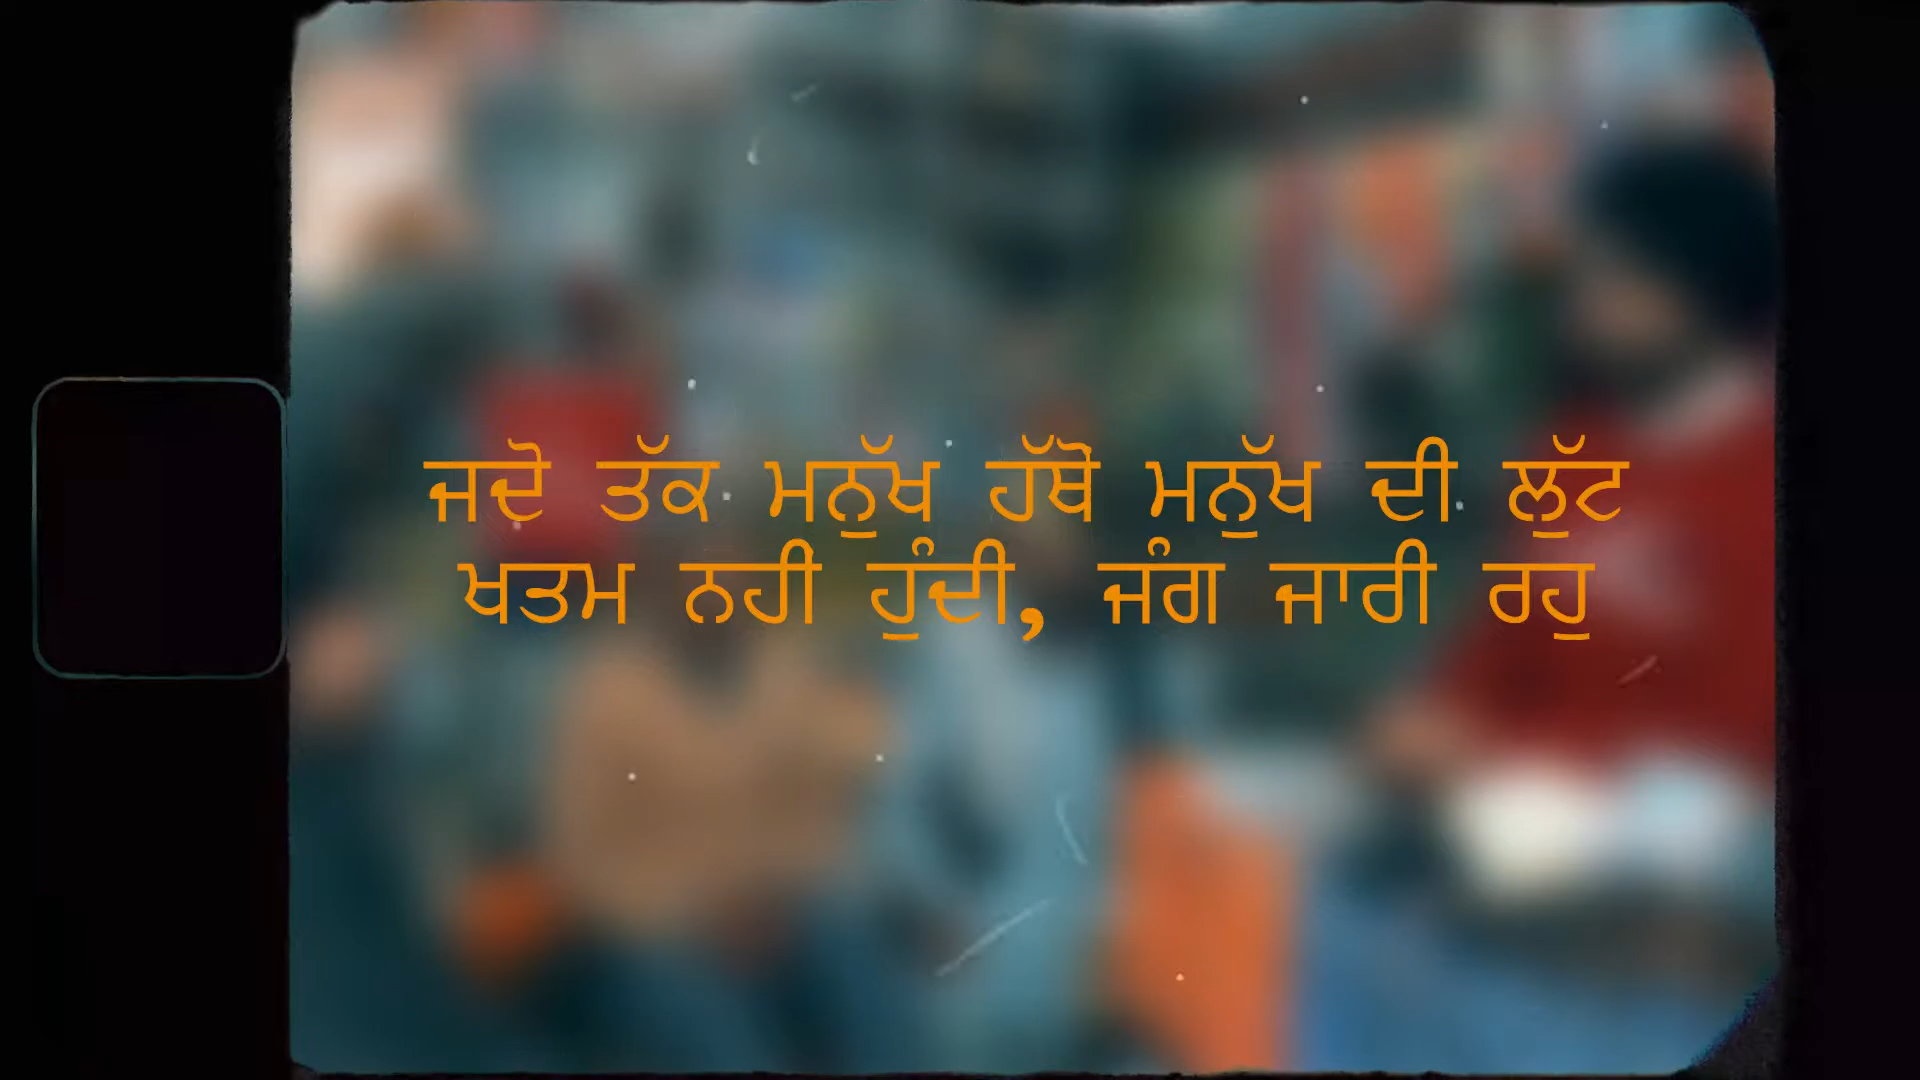 ਜਦੋ ਤੱਕ ਮਨੁੱਖ ਹੱਥੋ ਮਨੁੱਖ ਦੀ ਲੁੱਟ
ਖਤਮ ਨਹੀ ਹੁੰਦੀ, ਜੰਗ ਜਾਰੀ ਰਹੁ